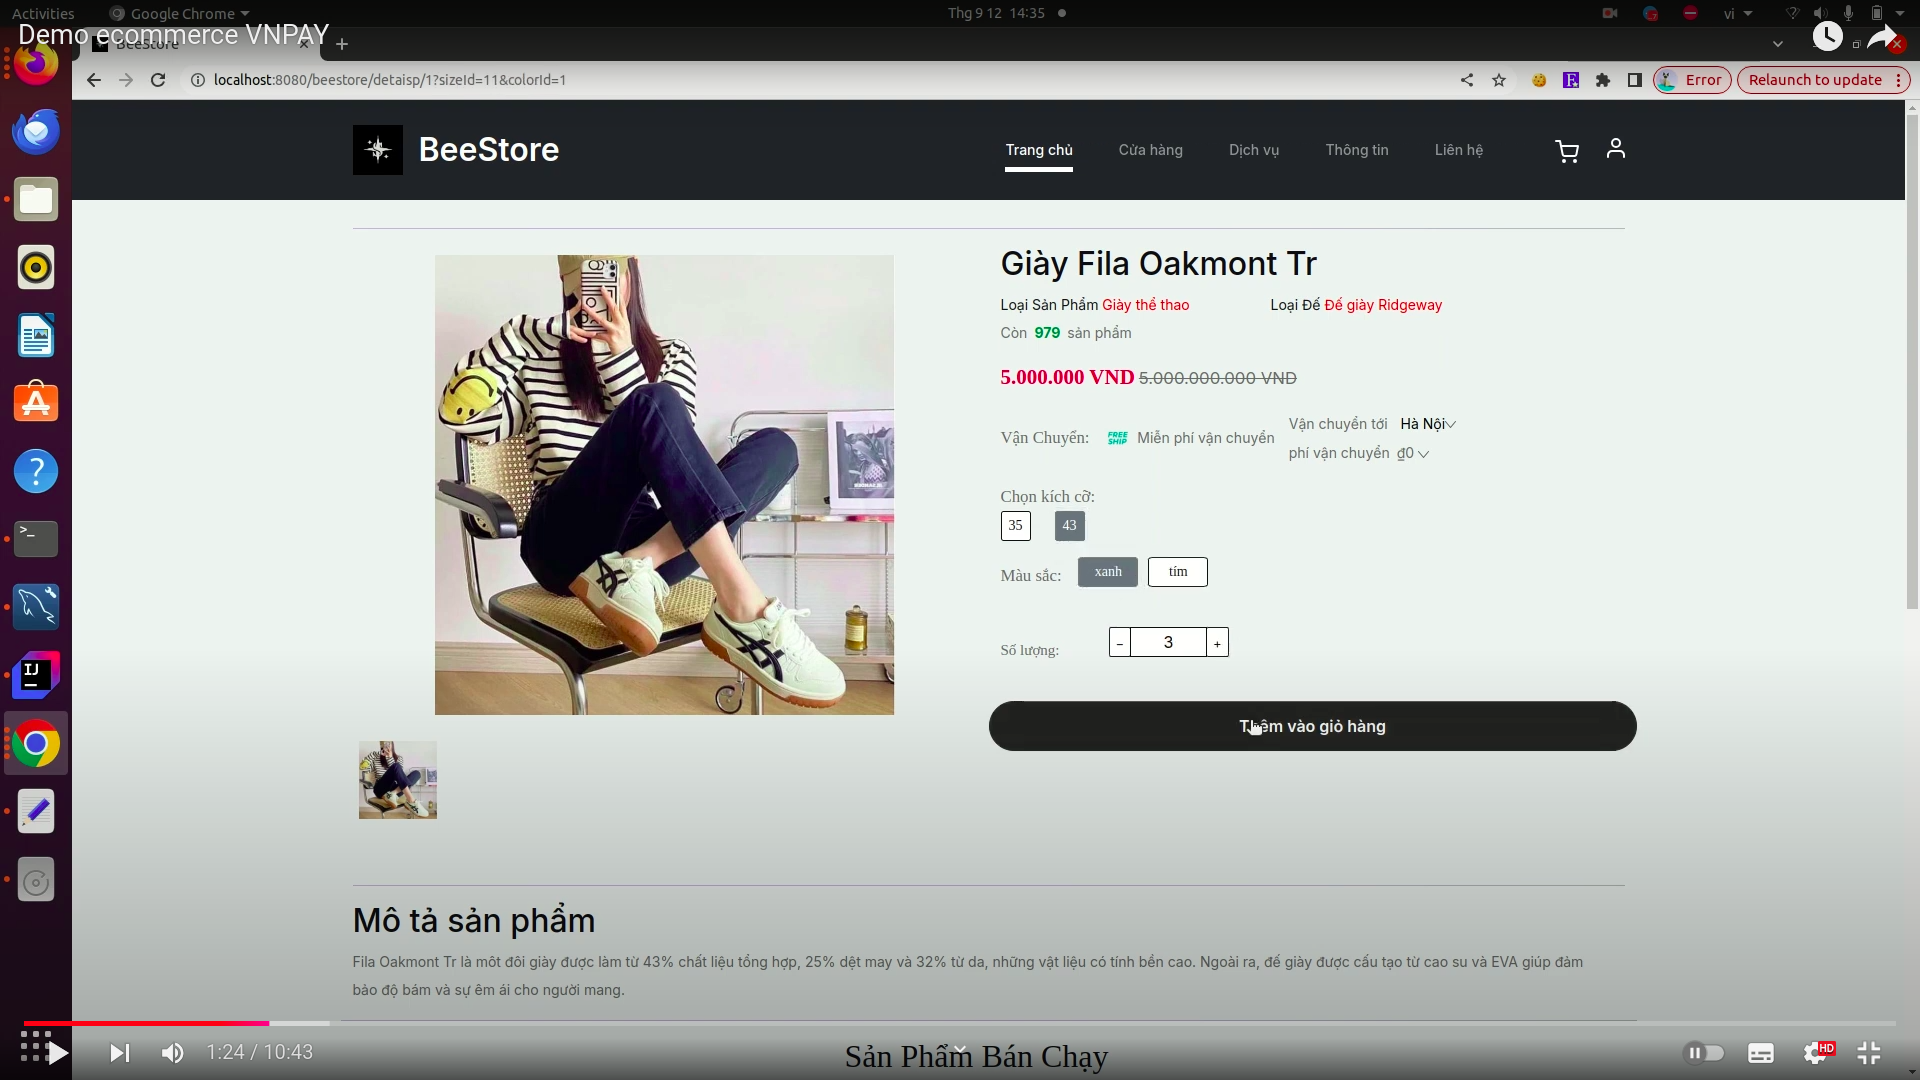 Activities Google Chrome Thg 9 12 14:35 vi
Demo ecommerce VNPAY
BeeStore
localhost:8080/beestore/detaisp/1?sizeId=11&colorId=1 Error Relaunch to update
BeeStore Trang chủ Cửa hàng Dịch vụ Thông tin Liên hệ
Giày Fila Oakmont Tr
Loại Sản Phẩm Giày thể thao Loại Đế Đế giày Ridgeway
Còn 979 sản phẩm
5.000.000 VND 5.000.000.000 VND
Vận Chuyển: FREE SHIP Miễn phí vận chuyển Vận chuyển tới Hà Nội
phí vận chuyển ₫0
Chọn kích cỡ:
35 43
Màu sắc: xanh tím
Số lượng: - 3 +
Thêm vào giỏ hàng
Mô tả sản phẩm
Fila Oakmont Tr là một đôi giày được làm từ 43% chất liệu tổng hợp, 25% dệt may và 32% từ da, những vật liệu có tính bền cao. Ngoài ra, đế giày được cấu tạo từ cao su và EVA giúp đảm
bảo độ bám và sự êm ái cho người mang.
Sản Phẩm Bán Chạy
1:24 / 10:43 HD